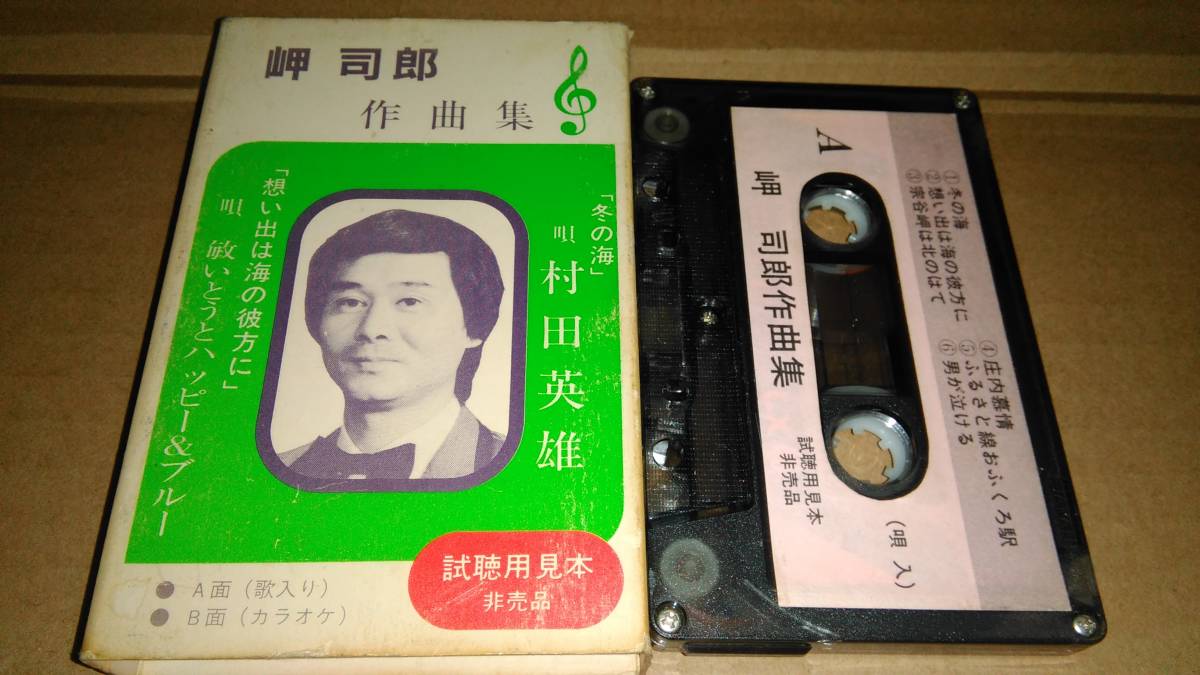 岬 司郎
作曲集
「冬の海」
唄 村田英雄
「想い出は海の彼方に」
唄 敏いとうとハッピー&ブルー
● A面(歌入り)
● B面(カラオケ)
試聴用見本
非売品
A
岬 司郎作曲集
試聴用見本
非売品
①冬の海
②想い出は海の彼方に
③宗谷岬は北のはて
④庄内慕情
⑤ふるさと線おふくろ駅
⑥男が泣ける
(唄入)